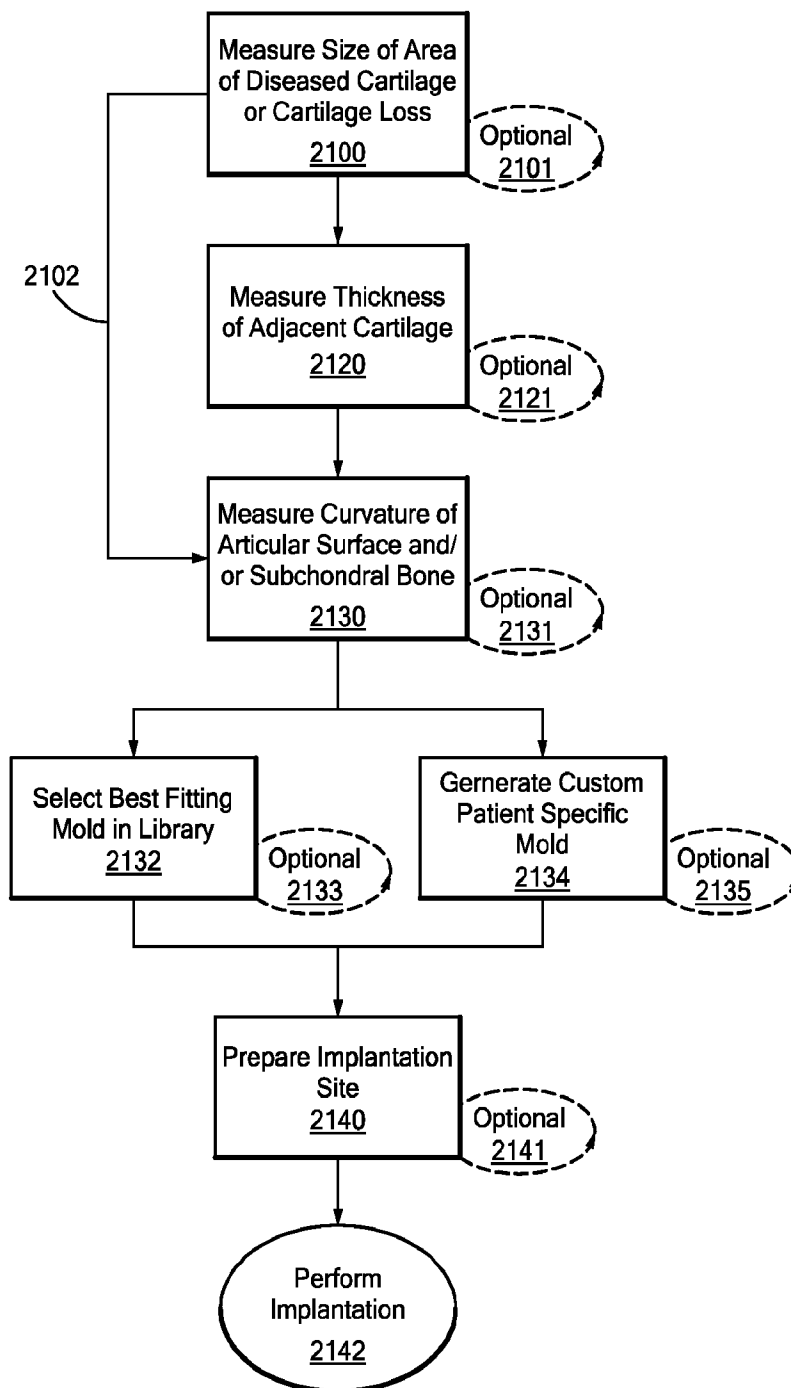 Measure Size of Area
of Diseased Cartilage
or Cartilage Loss
2100
Optional
2101
2102
Measure Thickness
of Adjacent Cartilage
2120
Optional
2121
Measure Curvature of
Articular Surface and/
or Subchondral Bone
2130
Optional
2131
Select Best Fitting
Mold in Library
2132
Optional
2133
Gernerate Custom
Patient Specific
Mold
2134
Optional
2135
Prepare Implantation
Site
2140
Optional
2141
Perform
Implantation
2142